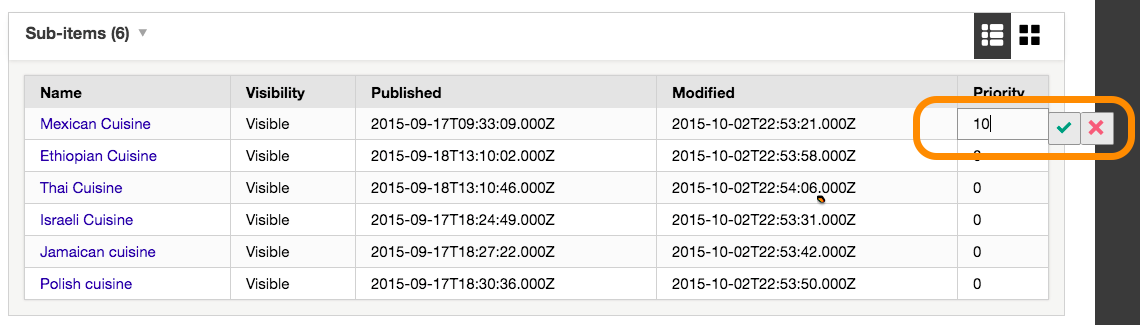 Sub-items (6)
Name Visibility Published Modified Priority
Mexican Cuisine Visible 2015-09-17T09:33:09.000Z 2015-10-02T22:53:21.000Z 10
Ethiopian Cuisine Visible 2015-09-18T13:10:02.000Z 2015-10-02T22:53:58.000Z
Thai Cuisine Visible 2015-09-18T13:10:46.000Z 2015-10-02T22:54:06.000Z 0
Israeli Cuisine Visible 2015-09-17T18:24:49.000Z 2015-10-02T22:53:31.000Z 0
Jamaican cuisine Visible 2015-09-17T18:27:22.000Z 2015-10-02T22:53:42.000Z 0
Polish cuisine Visible 2015-09-17T18:30:36.000Z 2015-10-02T22:53:50.000Z 0